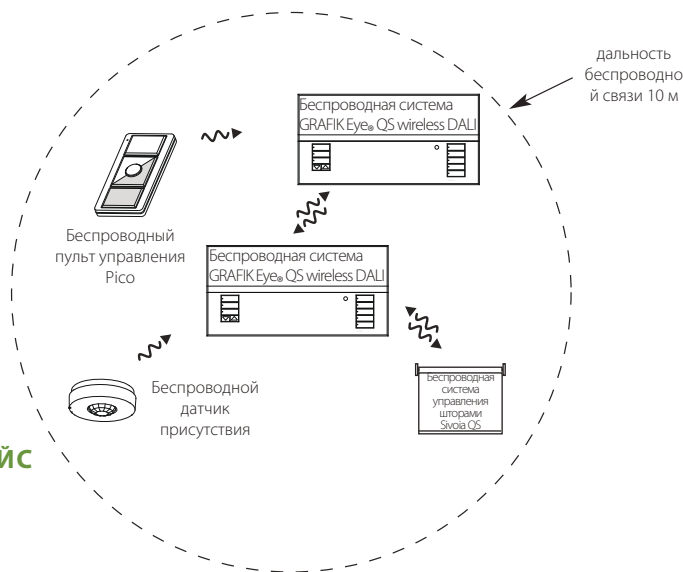 дальность
беспроводно
й связи 10 м
Беспроводная система
GRAFIK Eye® QS wireless DALI
Беспроводный
пульт управления
Pico
Беспроводная система
GRAFIK Eye® QS wireless DALI
Беспроводной
датчик
присутствия
Беспроводная
система
управления
шторами
Sivoia QS
ЙС